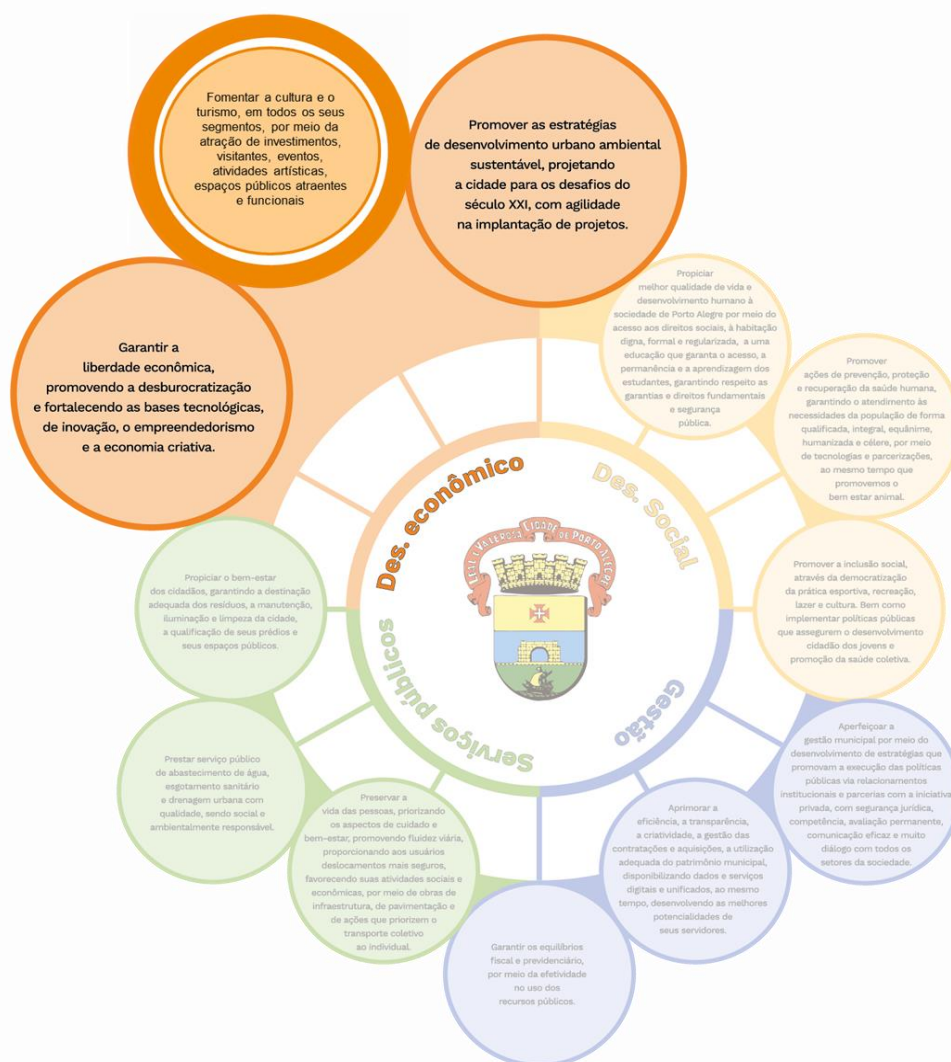 Fomentar a cultura e o
turismo, em todos os seus
segmentos, por meio da
atração de investimentos,
visitantes, eventos,
atividades artísticas,
espaços públicos atraentes
e funcionais
Promover as estratégias
de desenvolvimento urbano ambiental
sustentável, projetando
a cidade para os desafios do
século XXI, com agilidade
na implantação de projetos.
Garantir a
liberdade econômica,
promovendo a desburocratização
e fortalecendo as bases tecnológicas,
de inovação, o empreendedorismo
e a economia criativa.
Propiciar
melhor qualidade de vida e
desenvolvimento humano à
sociedade de Porto Alegre por meio do
acesso aos direitos sociais, à habitação
digna, formal e regularizada, a uma
educação que garanta o acesso, a
permanência e a aprendizagem dos
estudantes, garantindo respeito as
garantias e direitos fundamentais
e segurança
pública.
Promover
ações de prevenção, proteção
e recuperação da saúde humana,
garantindo o atendimento às
necessidades da população de forma
qualificada, integral, equânime,
humanizada e célere, por meio
de tecnologias e parcerizações,
ao mesmo tempo que
promovemos o
bem estar animal.
Promover a inclusão social,
através da democratização
da prática esportiva, recreação,
lazer e cultura. Bem como
implementar políticas públicas
que assegurem o desenvolvimento
cidadão dos jovens e
promoção da saúde coletiva.
Aperfeiçoar a
gestão municipal por meio do
desenvolvimento de estratégias que
promovam a execução das políticas
públicas via relacionamentos
institucionais e parcerias com a iniciativa
privada, com segurança jurídica,
competência, avaliação permanente,
comunicação eficaz e muito
diálogo com todos os
setores da sociedade.
Aprimorar a
eficiência, a transparência,
a criatividade, a gestão das
contratações e aquisições, a utilização
adequada do patrimônio municipal,
disponibilizando dados e serviços
digitais e unificados, ao mesmo
tempo, desenvolvendo as melhores
potencialidades de
seus servidores.
Garantir os equilíbrios
fiscal e previdenciário,
por meio da efetividade
no uso dos
recursos públicos.
Preservar a
vida das pessoas, priorizando
os aspectos de cuidado e
bem-estar, promovendo fluidez viária,
proporcionando aos usuários
deslocamentos mais seguros,
favorecendo suas atividades sociais e
econômicas, por meio de obras de
infraestrutura, de pavimentação e
de ações que priorizem o
transporte coletivo
ao individual.
Prestar serviço público
de abastecimento de água,
esgotamento sanitário
e drenagem urbana com
qualidade, sendo social e
ambientalmente responsável.
Propiciar o bem-estar
dos cidadãos, garantindo a destinação
adequada dos resíduos, a manutenção,
iluminação e limpeza da cidade,
a qualificação de seus prédios e
seus espaços públicos.
Des. econômico
Des. Social
Gestão
Serviços públicos
LEAL E VALEROSA CIDADE DE PORTO ALEGRE